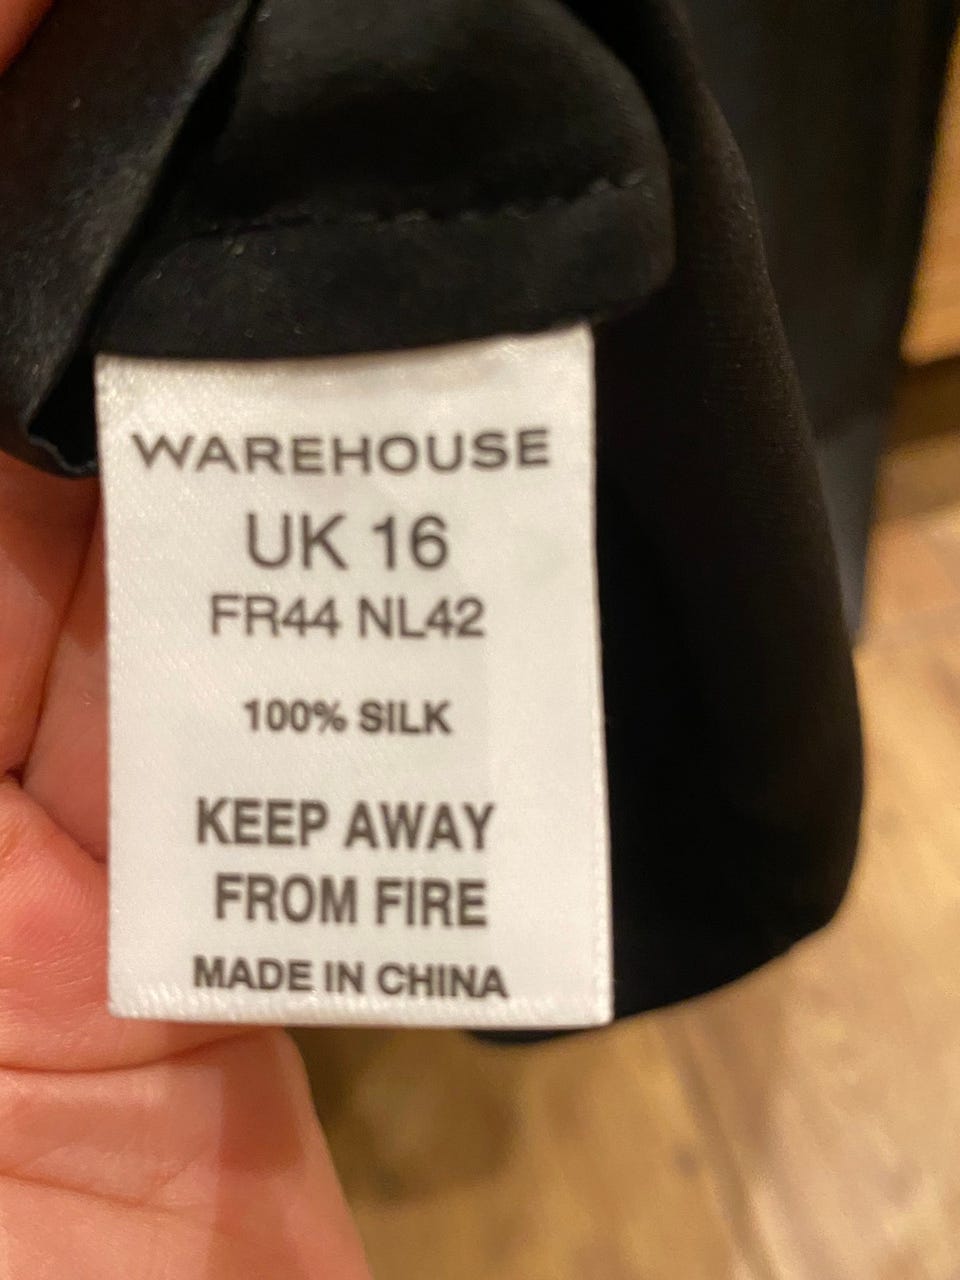 WAREHOUSE
UK 16
FR44 NL42
100% SILK
KEEP AWAY
FROM FIRE
MADE IN CHINA